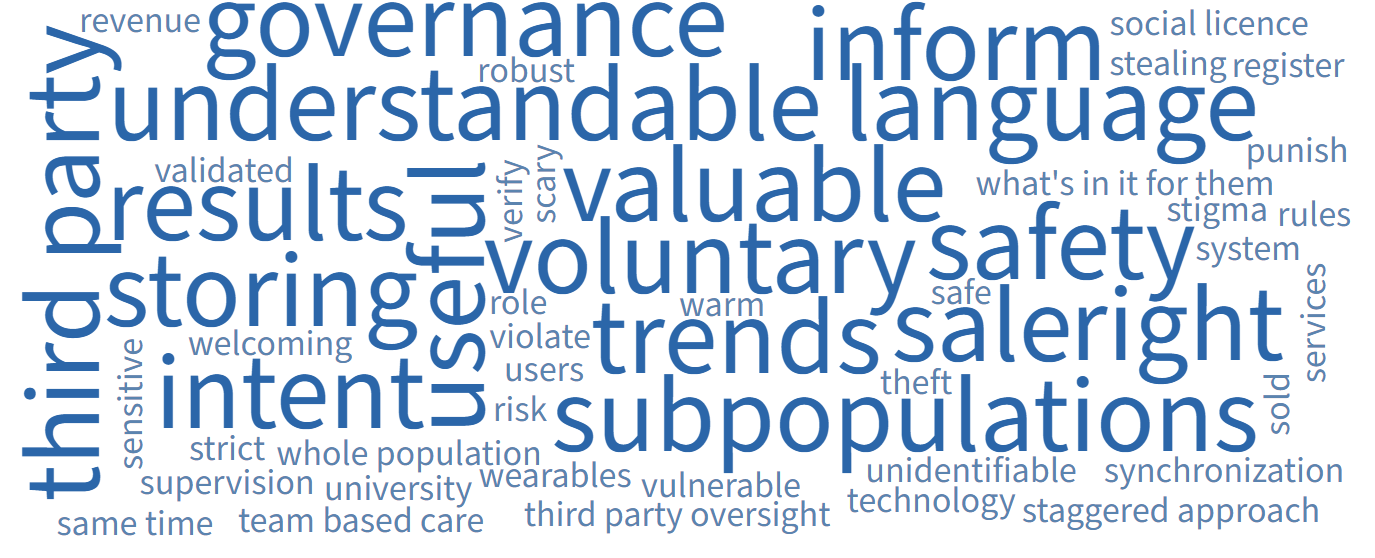 revenue
governance
inform
social licence
stealing
register
robust
understandable language
third party
punish
validated
results
useful
verify
scary
valuable
what's in it for them
stigma
rules
voluntary
safety
system
storing
role
warm
safe
services
welcoming
violate
trends
sale
right
sensitive
intent
users
theft
sold
risk
subpopulations
strict
whole population
supervision
university
wearables
vulnerable
unidentifiable
synchronization
same time
team based care
third party oversight
technology
staggered approach